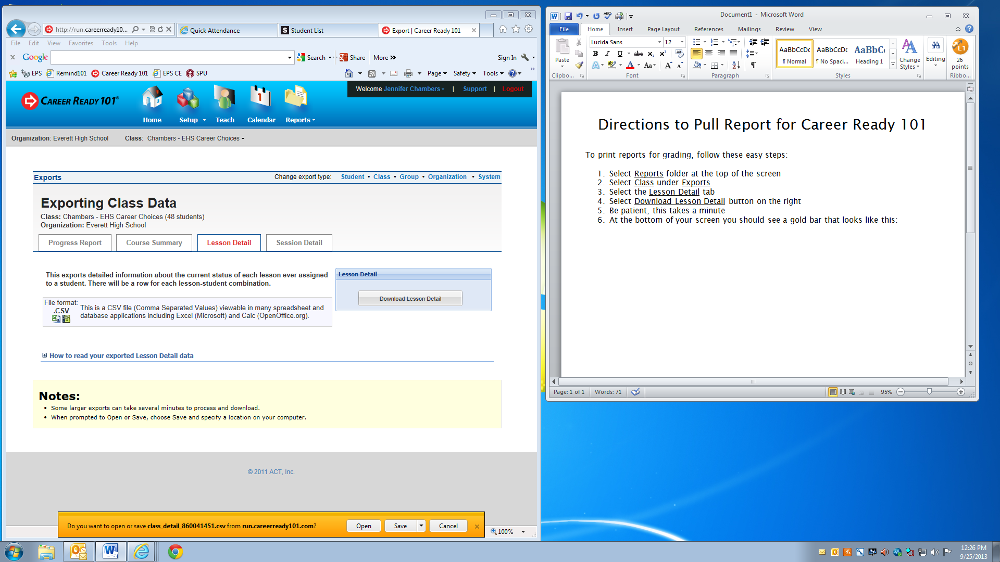 http://run.careerready10...
Quick Attendance
Student List
Export | Career Ready 101
File Edit View Favorites Tools Help
Google
Search
Share
More
Sign In
EPS
Remind101
Career Ready 101
EPS CE
SPU
Page
Safety
Tools
CAREER READY 101
Home
Setup
Teach
1
Calendar
Reports
Welcome Jennifer Chambers | Support | Logout
Organization: Everett High School
Class: Chambers - EHS Career Choices
Exports
Change export type: Student • Class • Group • Organization • System
Exporting Class Data
Class: Chambers - EHS Career Choices (48 students)
Organization: Everett High School
Progress Report
Course Summary
Lesson Detail
Session Detail
This exports detailed information about the current status of each lesson ever assigned
to a student. There will be a row for each lesson-student combination.
Lesson Detail
Download Lesson Detail
File format:
.CSV
This is a CSV file (Comma Separated Values) viewable in many spreadsheet and
database applications including Excel (Microsoft) and Calc (OpenOffice.org).
How to read your exported Lesson Detail data
Notes:
• Some larger exports can take several minutes to process and download.
• When prompted to Open or Save, choose Save and specify a location on your computer.
© 2011 ACT, Inc.
Do you want to open or save class_detail_860041451.csv from run.careerready101.com?
Open
Save
Cancel
100%
Document1 - Microsoft Word
File
Home
Insert
Page Layout
References
Mailings
Review
View
Paste
Clipbo...
Lucida Sans
12
B I U abc x₂ x²
Aa
Font
Paragraph
AaBbCcDc
¶ Normal
AaBbCcDc
¶ No Spaci...
AaBbC
Heading 1
Change
Styles
Styles
Editing
L1
26
points
Ribbo...
Directions to Pull Report for Career Ready 101
To print reports for grading, follow these easy steps:
1. Select Reports folder at the top of the screen
2. Select Class under Exports
3. Select the Lesson Detail tab
4. Select Download Lesson Detail button on the right
5. Be patient, this takes a minute
6. At the bottom of your screen you should see a gold bar that looks like this:
Page: 1 of 1
Words: 71
95%
12:26 PM
9/25/2013